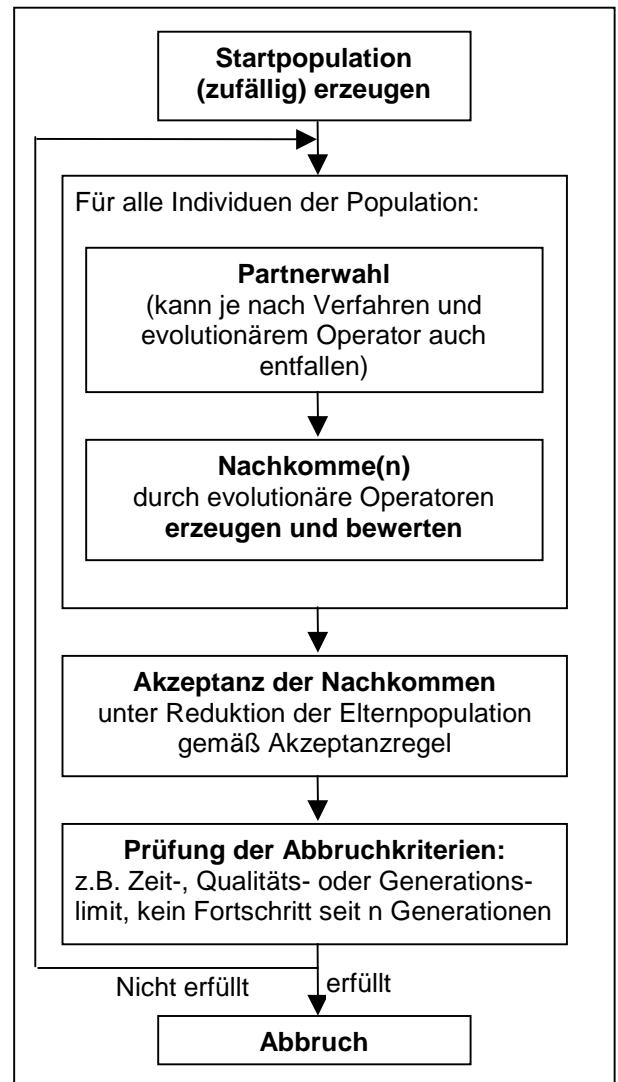 Startpopulation
(zufällig) erzeugen
Für alle Individuen der Population:
Partnerwahl
(kann je nach Verfahren und
evolutionärem Operator auch
entfallen)
Nachkomme(n)
durch evolutionäre Operatoren
erzeugen und bewerten
Akzeptanz der Nachkommen
unter Reduktion der Elternpopulation
gemäß Akzeptanzregel
Prüfung der Abbruchkriterien:
z.B. Zeit-, Qualitäts- oder Generations-
limit, kein Fortschritt seit n Generationen
Nicht erfüllt
erfüllt
Abbruch